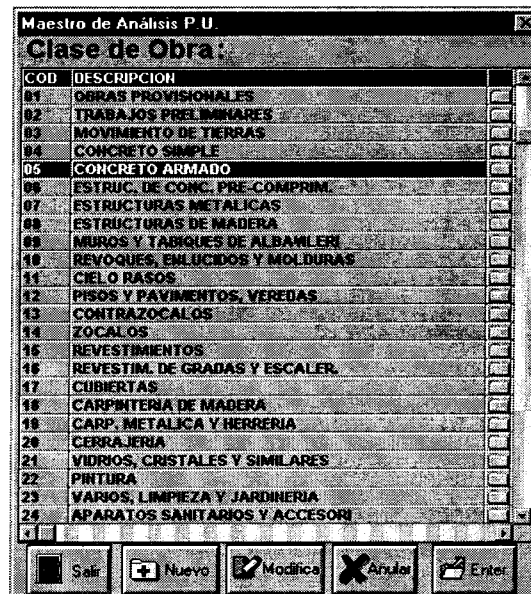 Maestro de Análisis P.U.
Clase de Obra:
COD DESCRIPCION
01 OBRAS PROVISIONALES
02 TRABAJOS PRELIMINARES
03 MOVIMIENTO DE TIERRAS
04 CONCRETO SIMPLE
05 CONCRETO ARMADO
06 ESTRUC. DE CONC. PRE-COMPRIM.
07 ESTRUCTURAS METALICAS
08 ESTRUCTURAS DE MADERA
09 MUROS Y TABIQUES DE ALBAMLERI
10 REVOQUES, ENLUCIDOS Y MOLDURAS
11 CIELO RASOS
12 PISOS Y PAVIMENTOS, VEREDAS
13 CONTRAZOCALOS
14 ZOCALOS
15 REVESTIMIENTOS
16 REVESTIM. DE GRADAS Y ESCALER.
17 CUBIERTAS
18 CARPINTERIA DE MADERA
19 CARP. METALICA Y HERRERIA
20 CERRAJERIA
21 VIDRIOS, CRISTALES Y SIMILARES
22 PINTURA
23 VARIOS, LIMPIEZA Y JARDINERIA
24 APARATOS SANITARIOS Y ACCESORI
Salir Nuevo Modifica Anular Enter